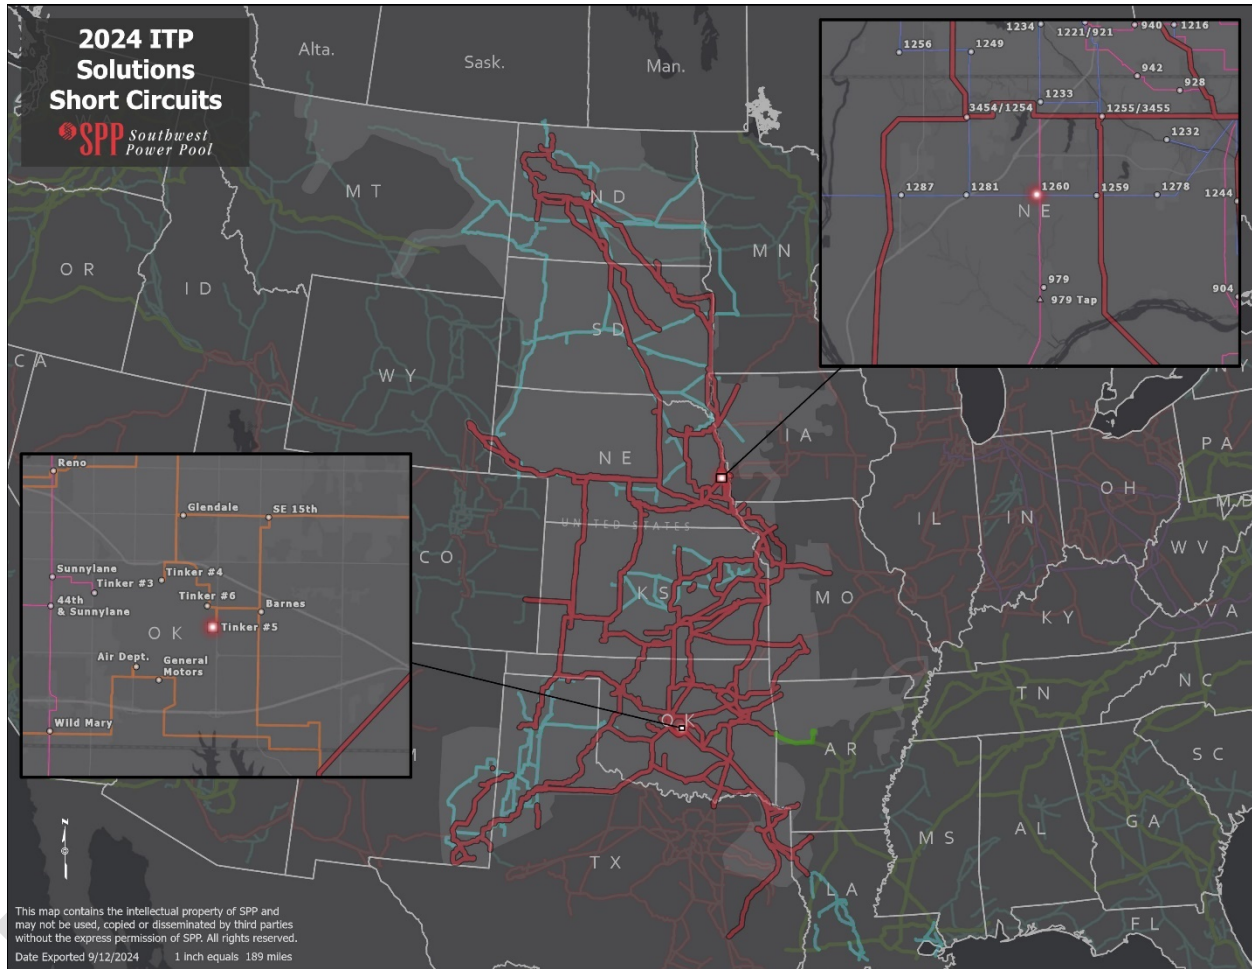 2024 ITP
Solutions
Short Circuits
SPP Southwest
Power Pool
Alta.
Sask.
Man.
MT
ND
MN
OR
ID
SD
WY
CA
IA
NE
UNITED STATES
PA
OH
IL
IN
MD
WV
CO
KS
MO
KY
VA
OK
TN
NC
AR
SC
MS
AL
GA
TX
LA
FL
1234
940
1216
1221/921
1256
1249
942
928
1233
3454/1254
1255/3455
1232
1287
1281
1260
1259
1278
1244
NE
979
979 Tap
904
Reno
Glendale
SE 15th
Sunnylane
Tinker #4
Tinker #3
44th
& Sunnylane
Tinker #6
Barnes
OK
Tinker #5
Air Dept.
General
Motors
Wild Mary
N
This map contains the intellectual property of SPP and
may not be used, copied or disseminated by third parties
without the express permission of SPP. All rights reserved.
Date Exported 9/12/2024 1 inch equals 189 miles